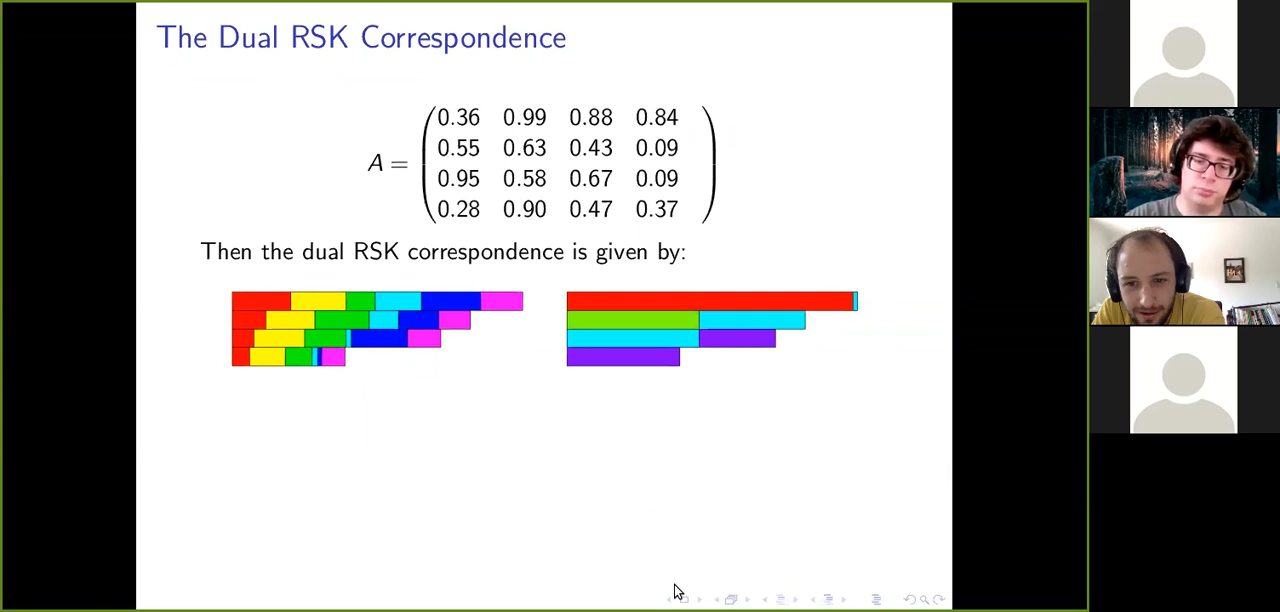 The Dual RSK Correspondence
0.36 0.99 0.88 0.84
0.55 0.63 0.43 0.09
A =
0.95 0.58 0.67 0.09
0.28 0.90 0.47 0.37
Then the dual RSK correspondence is given by: